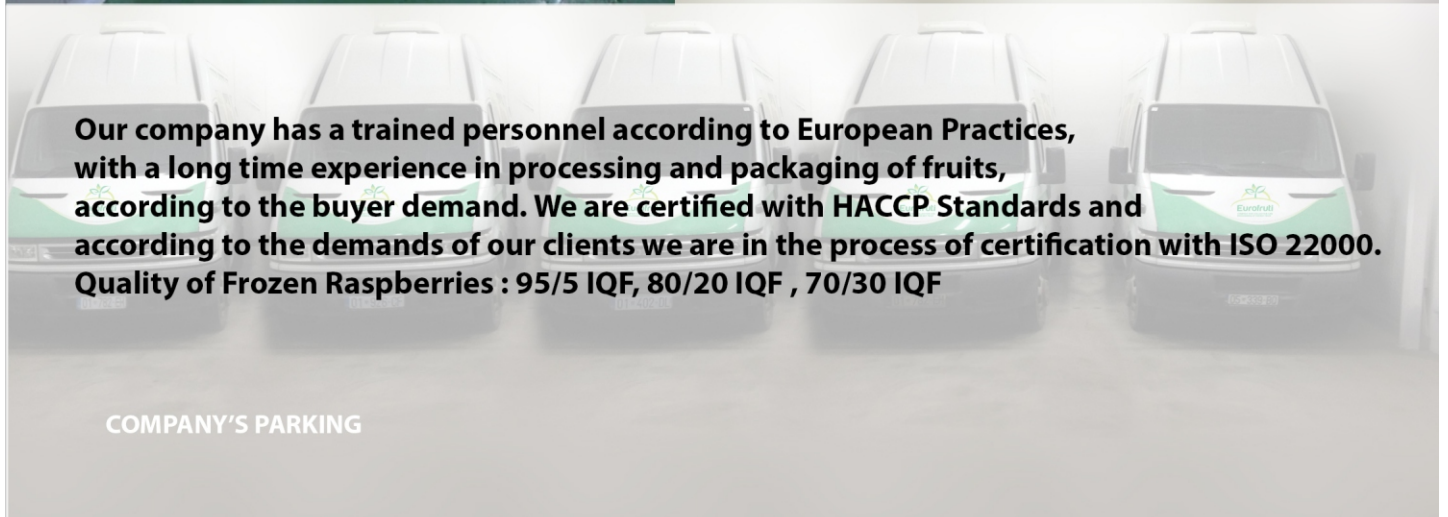 Our company has a trained personnel according to European Practices,
with a long time experience in processing and packaging of fruits,
according to the buyer demand. We are certified with HACCP Standards and
according to the demands of our clients we are in the process of certification with ISO 22000.
Quality of Frozen Raspberries : 95/5 IQF, 80/20 IQF , 70/30 IQF
Eurofruti
COMPANY’S PARKING